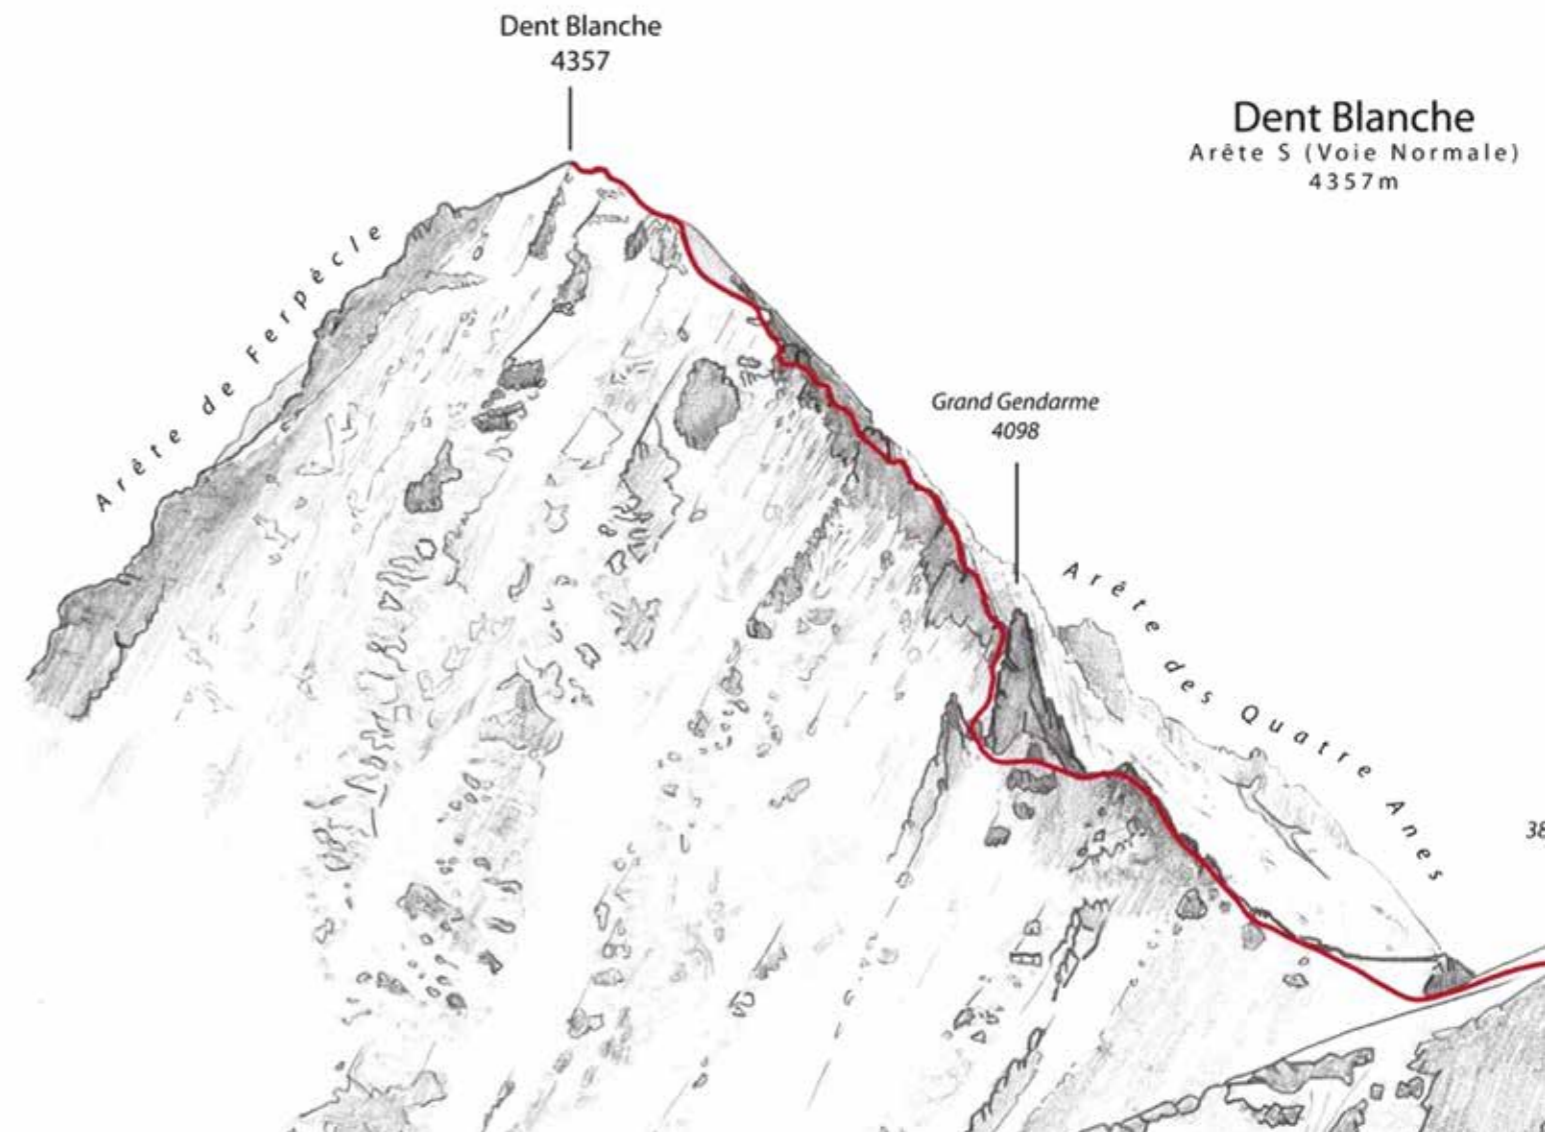 Dent Blanche
4357
Dent Blanche
Arête S (Voie Normale)
4357m
Arête de Ferpècle
Grand Gendarme
4098
Arête des Quatre Anes
38